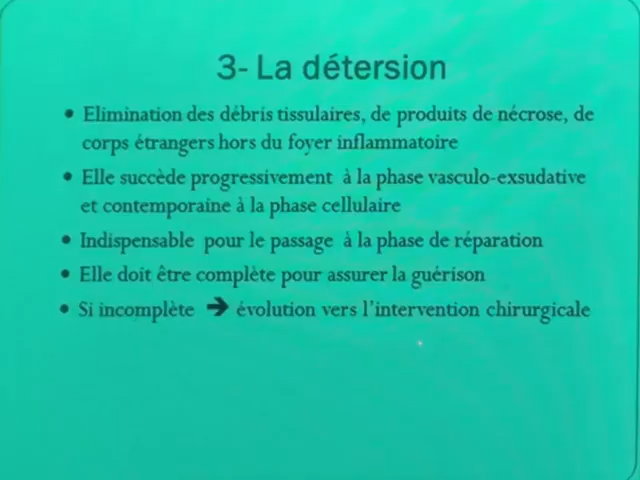 3- La détersion
• Elimination des débris tissulaires, de produits de nécrose, de
corps étrangers hors du foyer inflammatoire
• Elle succède progressivement à la phase vasculo-exsudative
et contemporaine à la phase cellulaire
• Indispensable pour le passage à la phase de réparation
• Elle doit être complète pour assurer la guérison
• Si incomplète ➔ évolution vers l'intervention chirurgicale